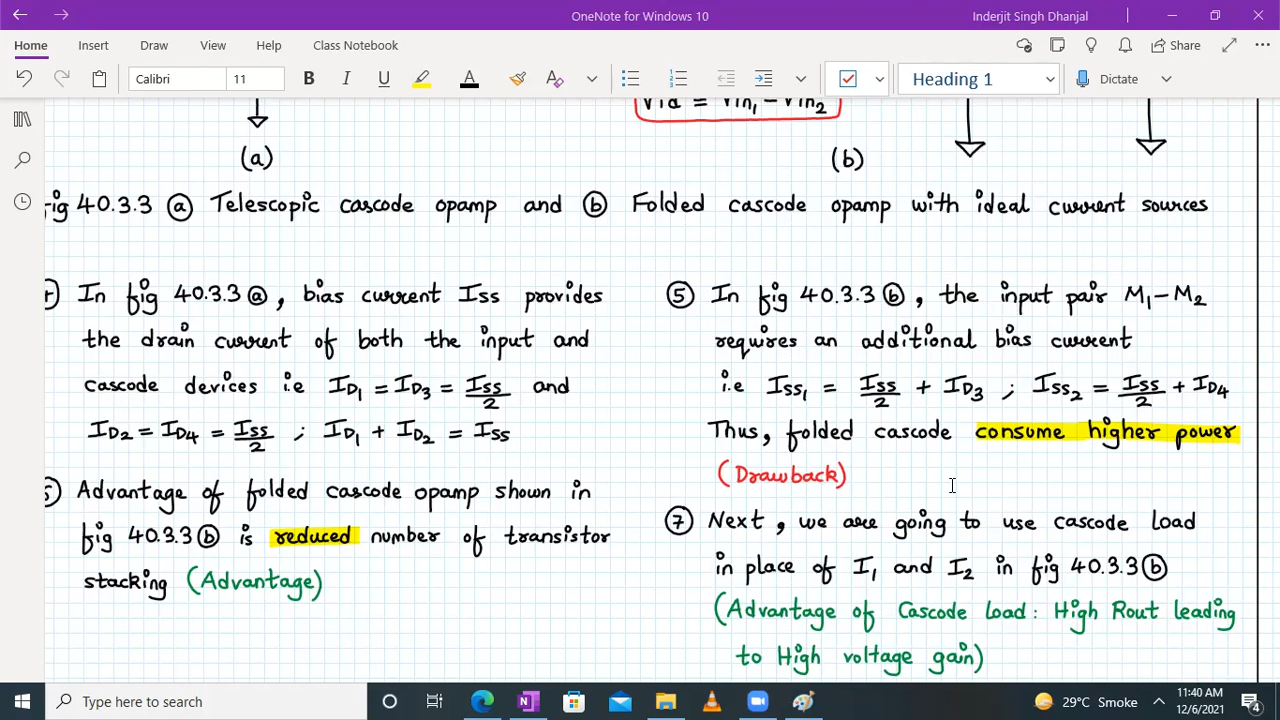 OneNote for Windows 10
Inderjit Singh Dhanjal
Home Insert Draw View Help Class Notebook
Share
Calibri 11 B I U A Heading 1 Dictate
Vid = Vin1 - Vin2
(a)
(b)
Fig 40.3.3 (a) Telescopic cascode opamp and (b) Folded cascode opamp with ideal current sources
4) In fig 40.3.3 (a), bias current ISS provides
the drain current of both the input and
cascode devices i.e ID1 = ID3 = ISS/2 and
ID2 = ID4 = ISS/2 ; ID1 + ID2 = ISS
6) Advantage of folded cascode opamp shown in
fig 40.3.3 (b) is reduced number of transistor
stacking (Advantage)
(5) In fig 40.3.3 (b), the input pair M1-M2
requires an additional bias current
i.e ISS1 = ISS/2 + ID3 ; ISS2 = ISS/2 + ID4
Thus, folded cascode consume higher power
(Drawback)
(7) Next, we are going to use cascode load
in place of I1 and I2 in fig 40.3.3 (b)
(Advantage of Cascode load: High Rout leading
to High voltage gain)
Type here to search
29°C Smoke
11:40 AM
12/6/2021
4